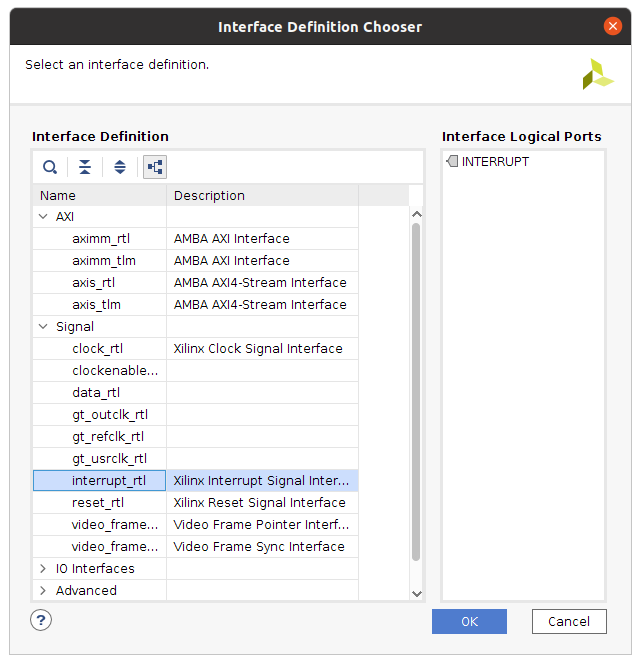 Interface Definition Chooser
Select an interface definition.
Interface Definition
Interface Logical Ports
INTERRUPT
Name Description
AXI
aximm_rtl AMBA AXI Interface
aximm_tlm AMBA AXI Interface
axis_rtl AMBA AXI4-Stream Interface
axis_tlm AMBA AXI4-Stream Interface
Signal
clock_rtl Xilinx Clock Signal Interface
clockenable...
data_rtl
gt_outclk_rtl
gt_refclk_rtl
gt_usrclk_rtl
interrupt_rtl Xilinx Interrupt Signal Inter...
reset_rtl Xilinx Reset Signal Interface
video_frame... Video Frame Pointer Interf...
video_frame... Video Frame Sync Interface
IO Interfaces
Advanced
? OK Cancel